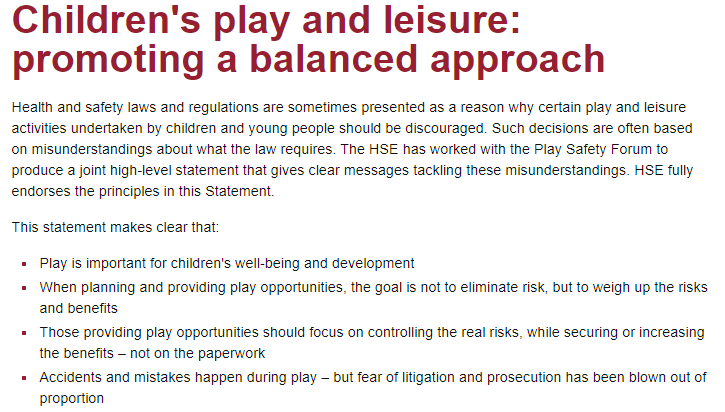 Children's play and leisure:
promoting a balanced approach
Health and safety laws and regulations are sometimes presented as a reason why certain play and leisure
activities undertaken by children and young people should be discouraged. Such decisions are often based
on misunderstandings about what the law requires. The HSE has worked with the Play Safety Forum to
produce a joint high-level statement that gives clear messages tackling these misunderstandings. HSE fully
endorses the principles in this Statement.
This statement makes clear that:
▪ Play is important for children's well-being and development
▪ When planning and providing play opportunities, the goal is not to eliminate risk, but to weigh up the risks
and benefits
▪ Those providing play opportunities should focus on controlling the real risks, while securing or increasing
the benefits – not on the paperwork
▪ Accidents and mistakes happen during play – but fear of litigation and prosecution has been blown out of
proportion